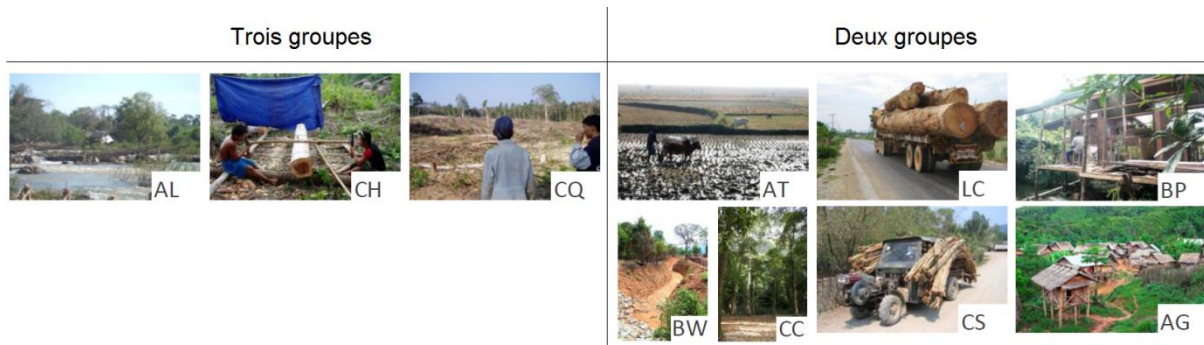 Trois groupes
Deux groupes
AL
CH
CQ
AT
LC
BP
BW
CC
CS
AG